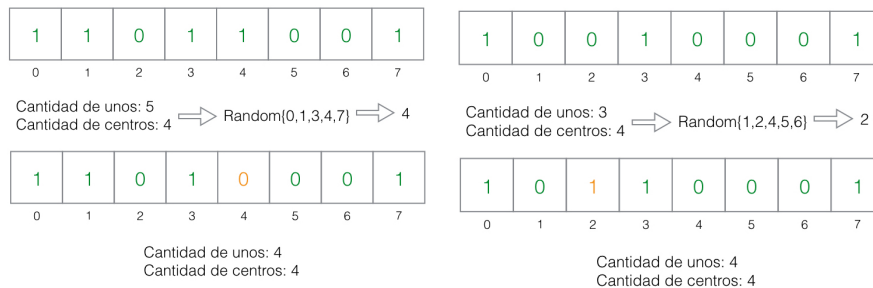 1 1 0 1 1 0 0 1
0 1 2 3 4 5 6 7
Cantidad de unos: 5
Cantidad de centros: 4
Random{0,1,3,4,7}
4
1 1 0 1 0 0 0 1
0 1 2 3 4 5 6 7
Cantidad de unos: 4
Cantidad de centros: 4
1 0 0 1 0 0 0 1
0 1 2 3 4 5 6 7
Cantidad de unos: 3
Cantidad de centros: 4
Random{1,2,4,5,6}
2
1 0 1 1 0 0 0 1
0 1 2 3 4 5 6 7
Cantidad de unos: 4
Cantidad de centros: 4